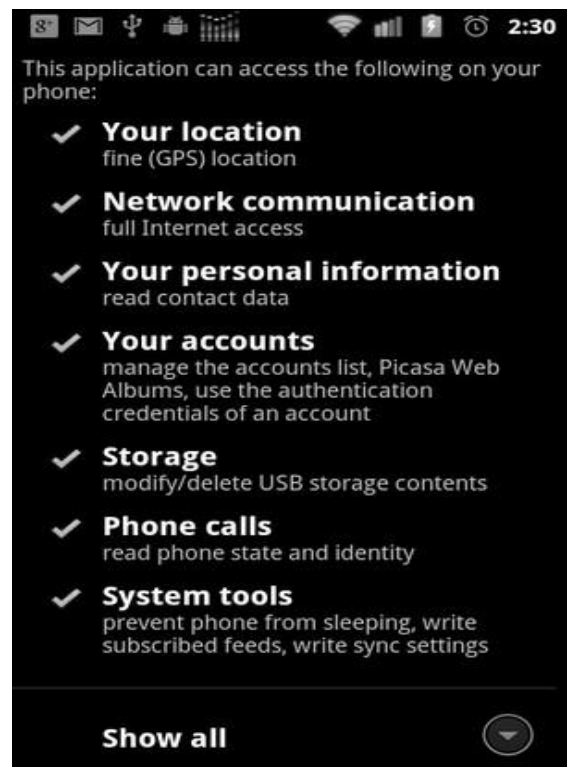 8+ 2:30
This application can access the following on your
phone:
Your location
fine (GPS) location
Network communication
full Internet access
Your personal information
read contact data
Your accounts
manage the accounts list, Picasa Web
Albums, use the authentication
credentials of an account
Storage
modify/delete USB storage contents
Phone calls
read phone state and identity
System tools
prevent phone from sleeping, write
subscribed feeds, write sync settings
Show all